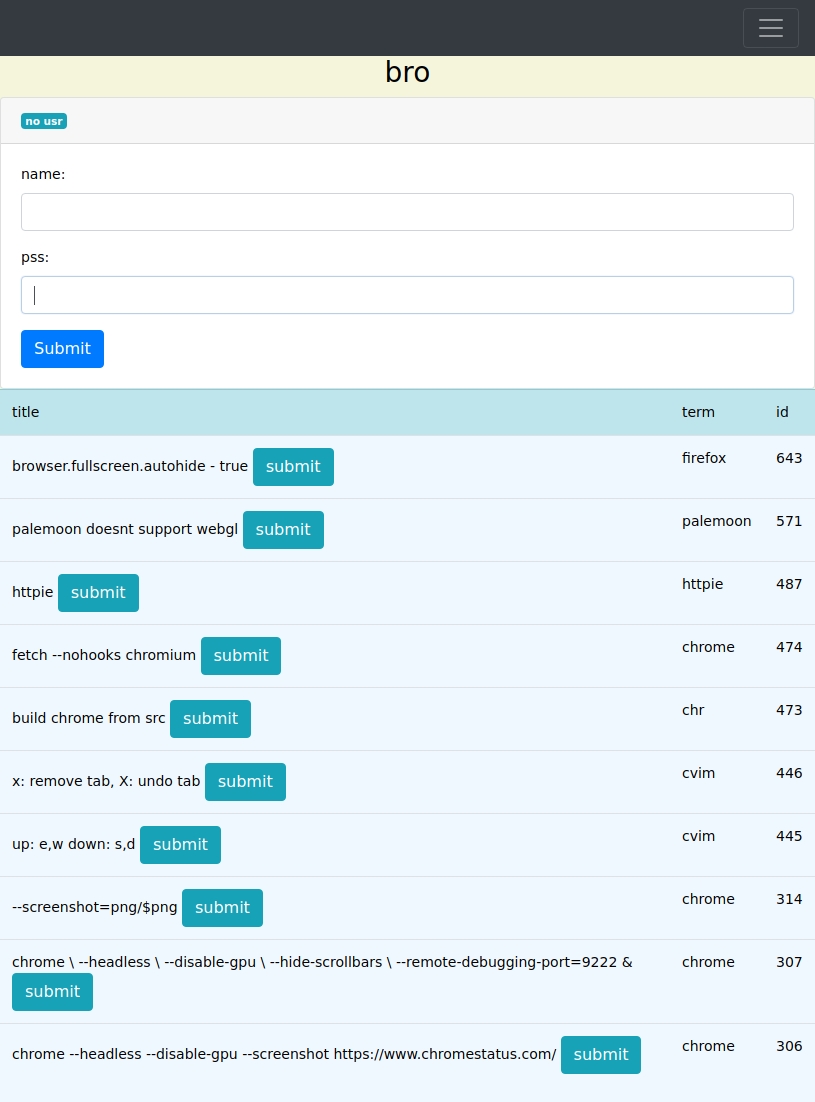 bro
no usr
name:
pss:
Submit
title term id
browser.fullscreen.autohide - true submit firefox 643
palemoon doesnt support webgl submit palemoon 571
httpie submit httpie 487
fetch --nohooks chromium submit chrome 474
build chrome from src submit chr 473
x: remove tab, X: undo tab submit cvim 446
up: e,w down: s,d submit cvim 445
--screenshot=png/$png submit chrome 314
chrome \ --headless \ --disable-gpu \ --hide-scrollbars \ --remote-debugging-port=9222 & chrome 307
submit
chrome --headless --disable-gpu --screenshot https://www.chromestatus.com/ submit chrome 306